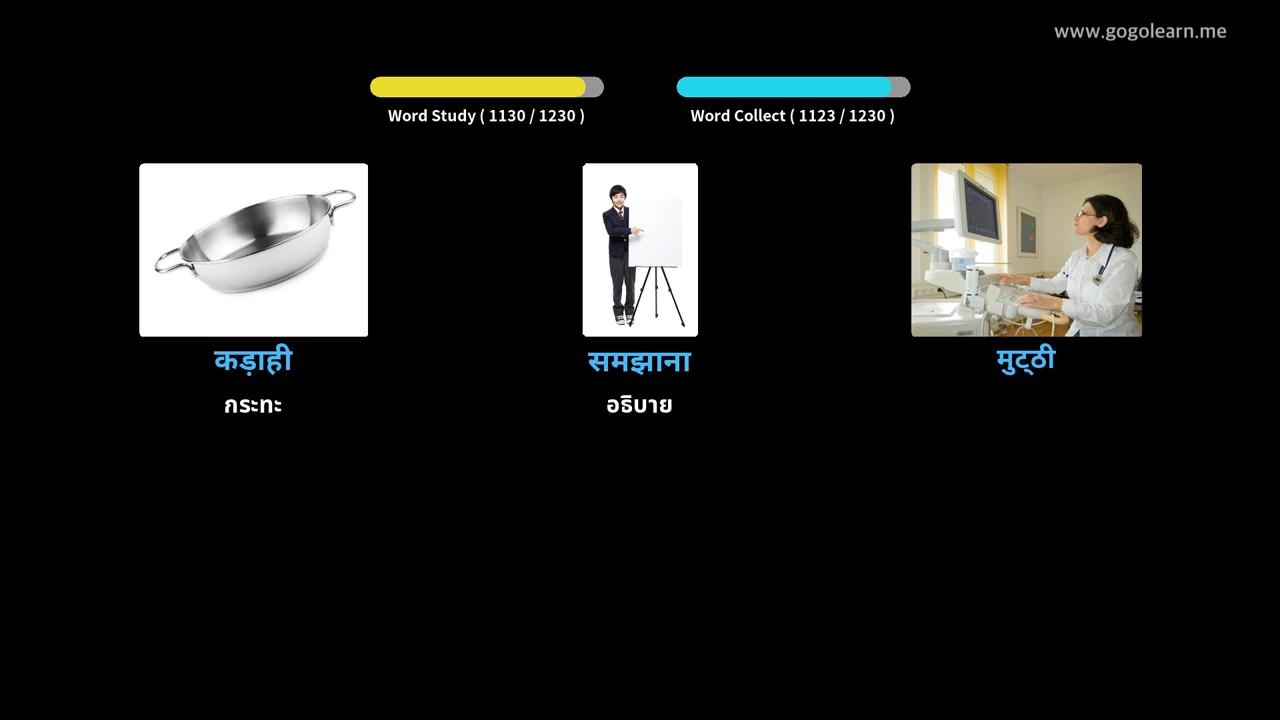 www.gogolearn.me
Word Study ( 1130 / 1230 )
Word Collect ( 1123 / 1230 )
कड़ाही
समझाना
मुट्ठी
กระทะ
อธิบาย